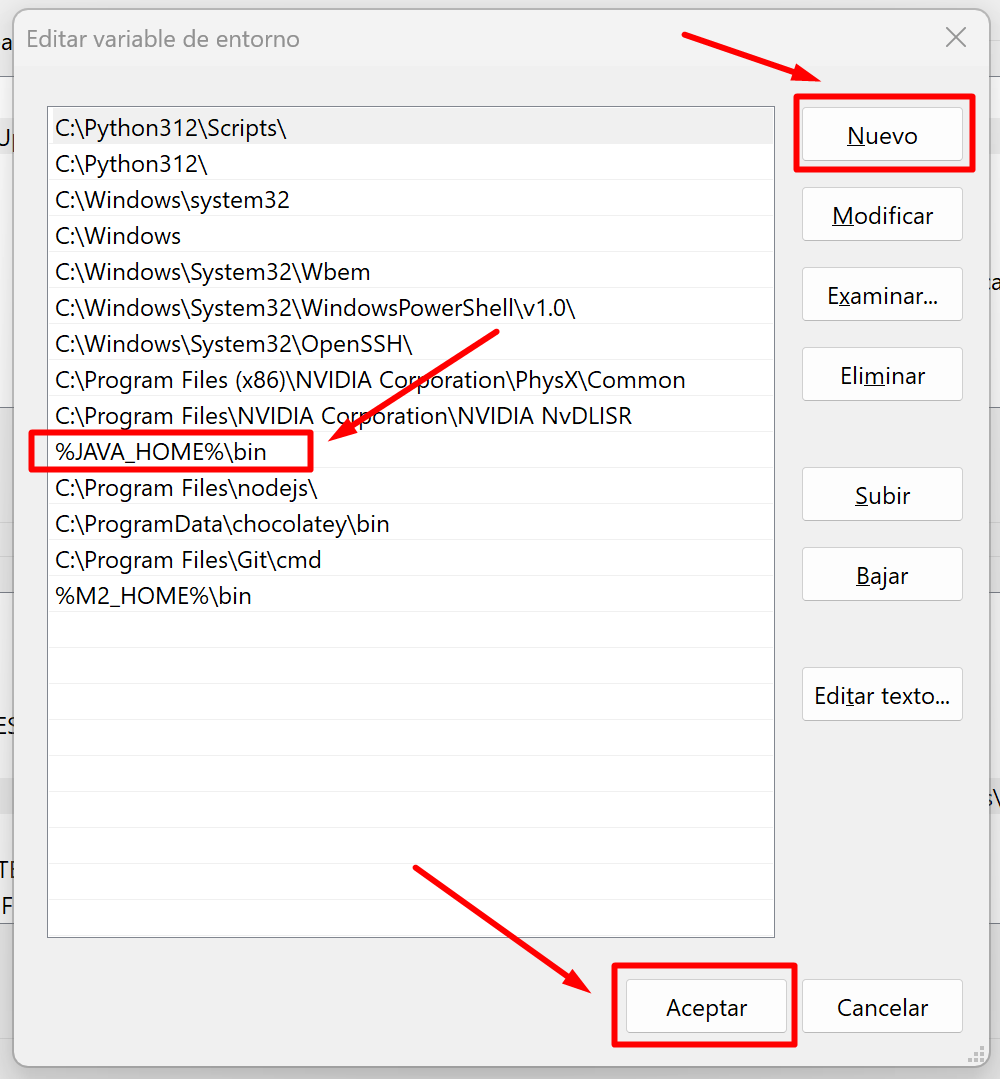 Editar variable de entorno
C:\Python312\Scripts\
C:\Python312\
C:\Windows\system32
C:\Windows
C:\Windows\System32\Wbem
C:\Windows\System32\WindowsPowerShell\v1.0\
C:\Windows\System32\OpenSSH\
C:\Program Files (x86)\NVIDIA Corporation\PhysX\Common
C:\Program Files\NVIDIA Corporation\NVIDIA NvDLISR
%JAVA_HOME%\bin
C:\Program Files\nodejs\
C:\ProgramData\chocolatey\bin
C:\Program Files\Git\cmd
%M2_HOME%\bin
Nuevo
Modificar
Examinar...
Eliminar
Subir
Bajar
Editar texto...
Aceptar
Cancelar